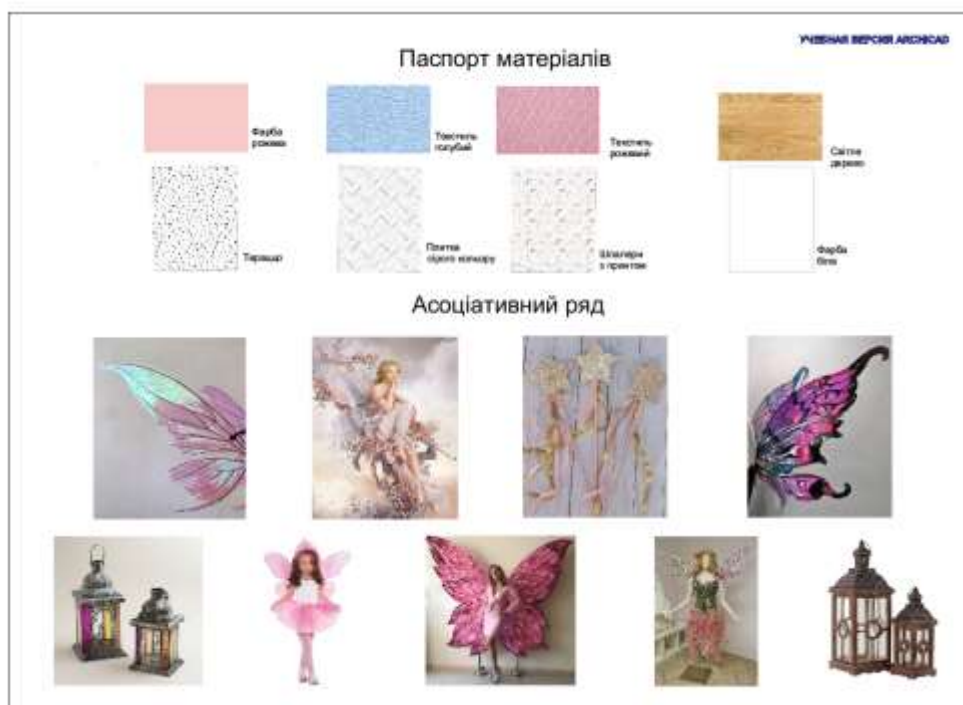 УЧЕБНАЯ ВЕРСИЯ ARCHICAD
Паспорт матеріалів
Фарба
рожева
Текстиль
голубий
Текстиль
рожевий
Світле
дерево
Терраццо
Плитка
сірого кольору
Шпалери
з принтом
Фарба
біла
Асоціативний ряд